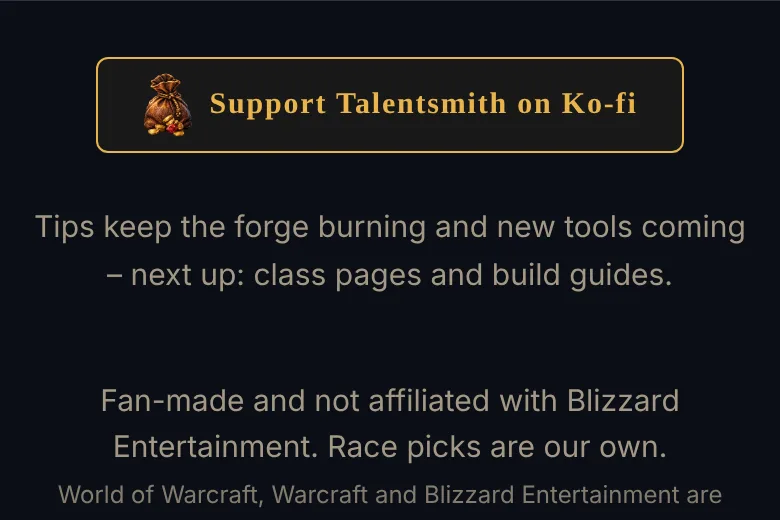 Support Talentsmith on Ko-fi
Tips keep the forge burning and new tools coming
– next up: class pages and build guides.
Fan-made and not affiliated with Blizzard
Entertainment. Race picks are our own.
World of Warcraft, Warcraft and Blizzard Entertainment are